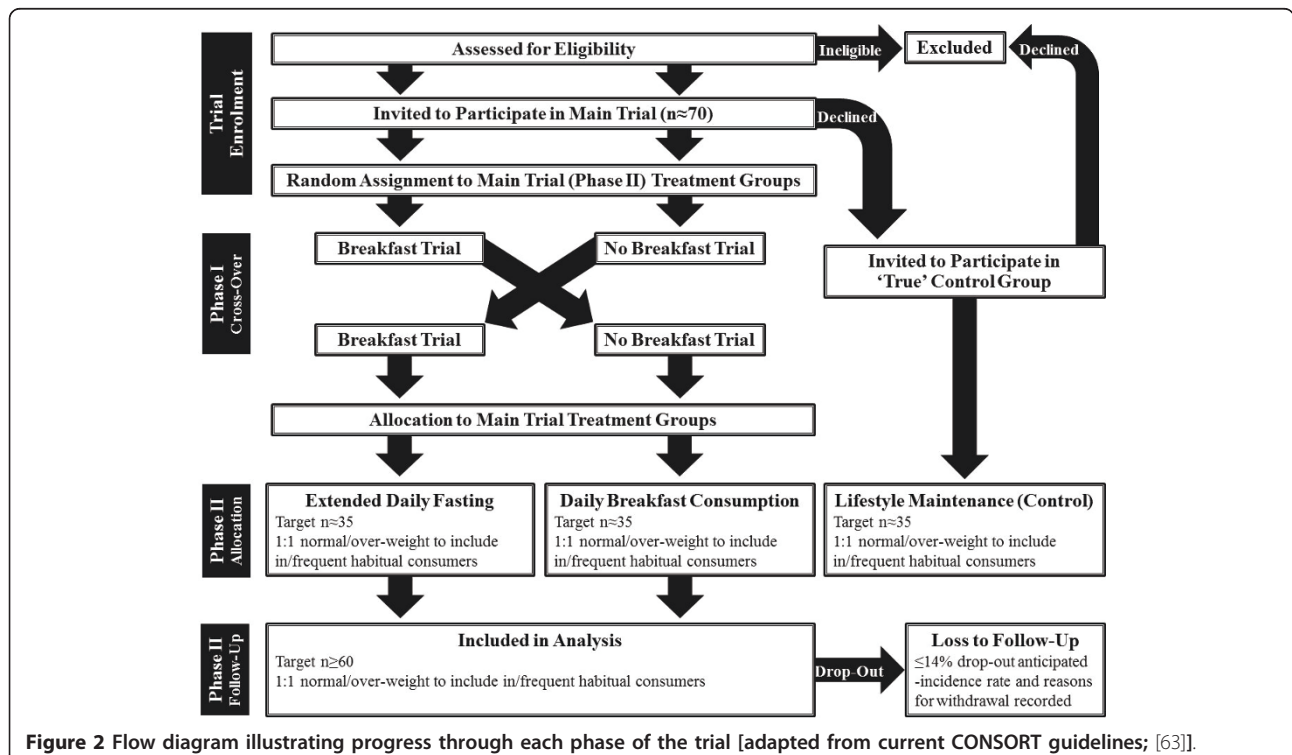 Trial
Enrolment
Assessed for Eligibility
Ineligible
Excluded
Declined
Invited to Participate in Main Trial (n≈70)
Declined
Random Assignment to Main Trial (Phase II) Treatment Groups
Phase I
Cross-Over
Breakfast Trial
No Breakfast Trial
Invited to Participate in
‘True’ Control Group
Breakfast Trial
No Breakfast Trial
Allocation to Main Trial Treatment Groups
Phase II
Allocation
Extended Daily Fasting
Target n≈35
1:1 normal/over-weight to include
in/frequent habitual consumers
Daily Breakfast Consumption
Target n≈35
1:1 normal/over-weight to include
in/frequent habitual consumers
Lifestyle Maintenance (Control)
Target n≈35
1:1 normal/over-weight to include
in/frequent habitual consumers
Phase II
Follow-Up
Included in Analysis
Target n≥60
1:1 normal/over-weight to include in/frequent habitual consumers
Drop-Out
Loss to Follow-Up
≤14% drop-out anticipated
-incidence rate and reasons
for withdrawal recorded
Figure 2 Flow diagram illustrating progress through each phase of the trial [adapted from current CONSORT guidelines; [63]].